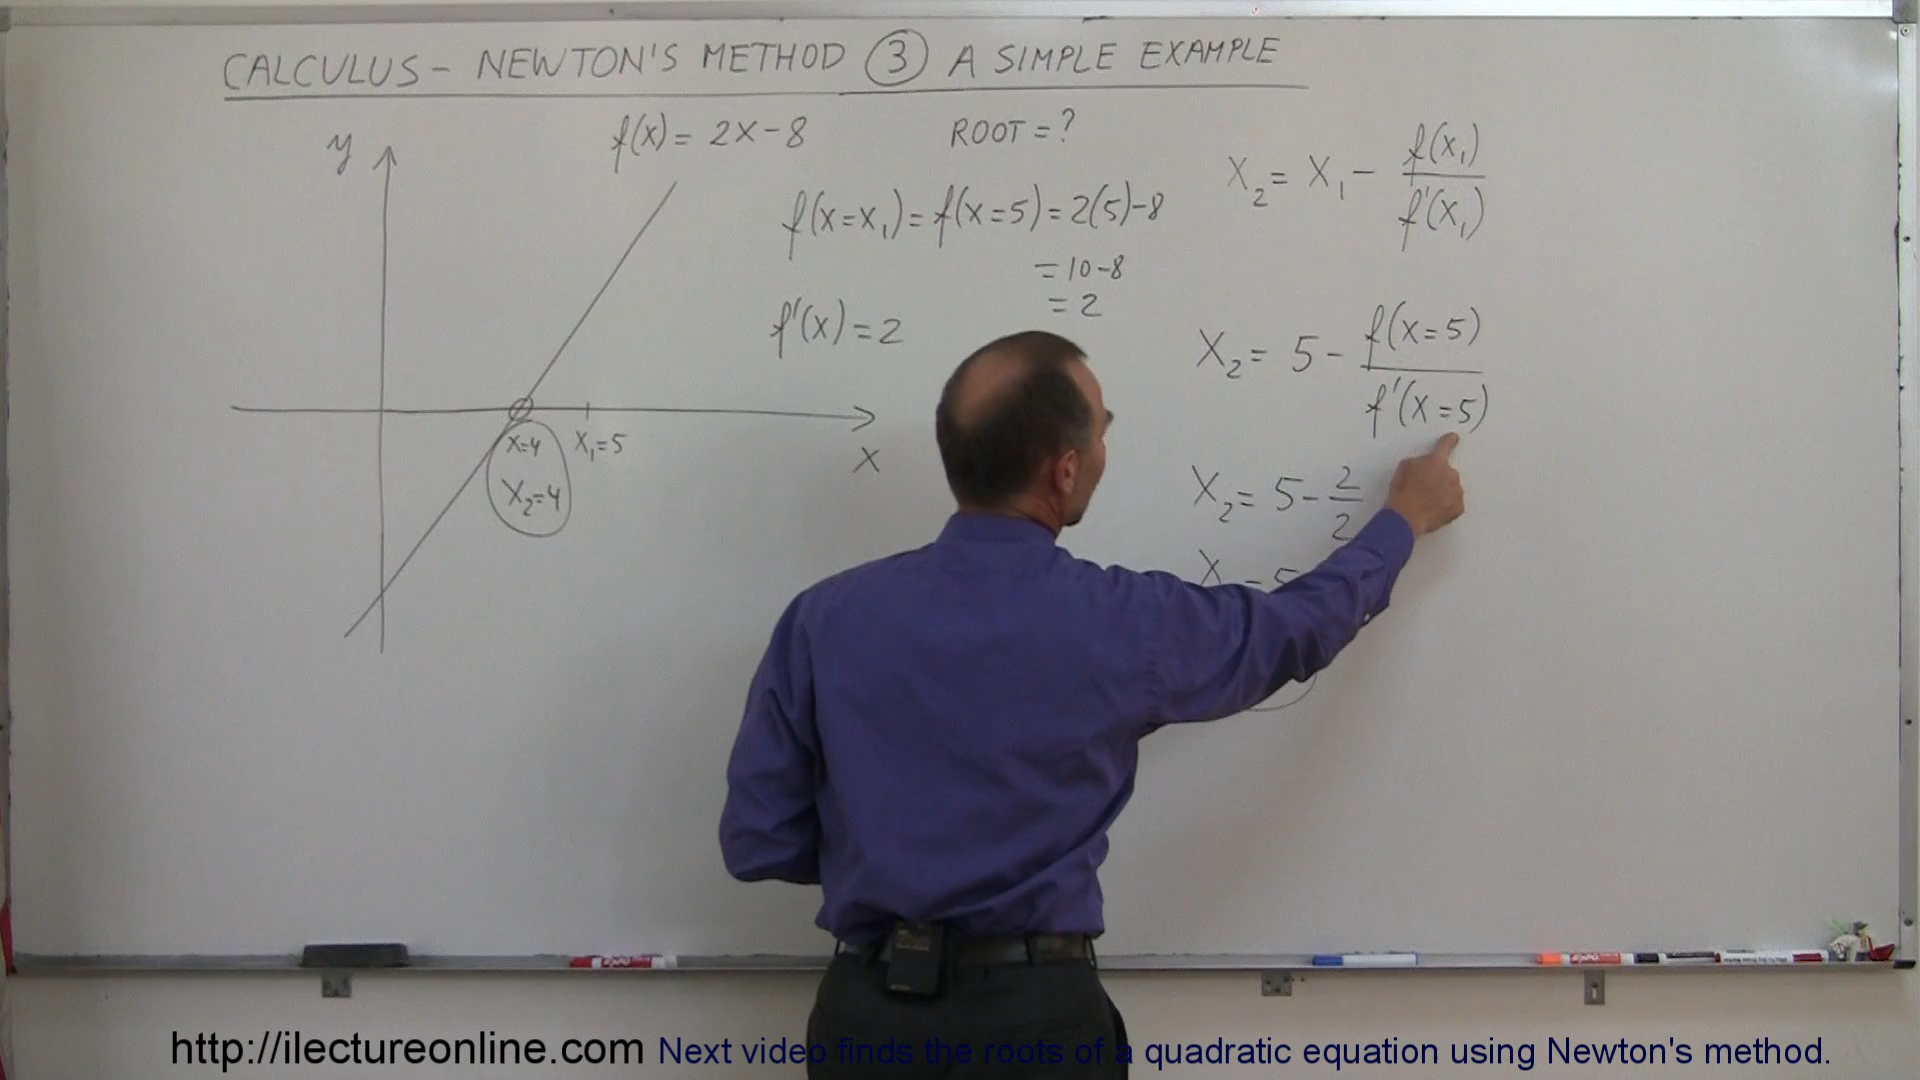 CALCULUS - NEWTON'S METHOD ③ A SIMPLE EXAMPLE
y
f(x) = 2x-8
ROOT = ?
f(x=x₁) = f(x=5) = 2(5)-8
= 10-8
= 2
f'(x) = 2
x=4
x₁=5
x₂=4
x
x₂ = x₁ - f(x₁)/f'(x₁)
x₂ = 5 - f(x=5)/f'(x=5)
x₂ = 5 - 2/2
x = 5
http://ilectureonline.com Next video finds the roots of a quadratic equation using Newton's method.